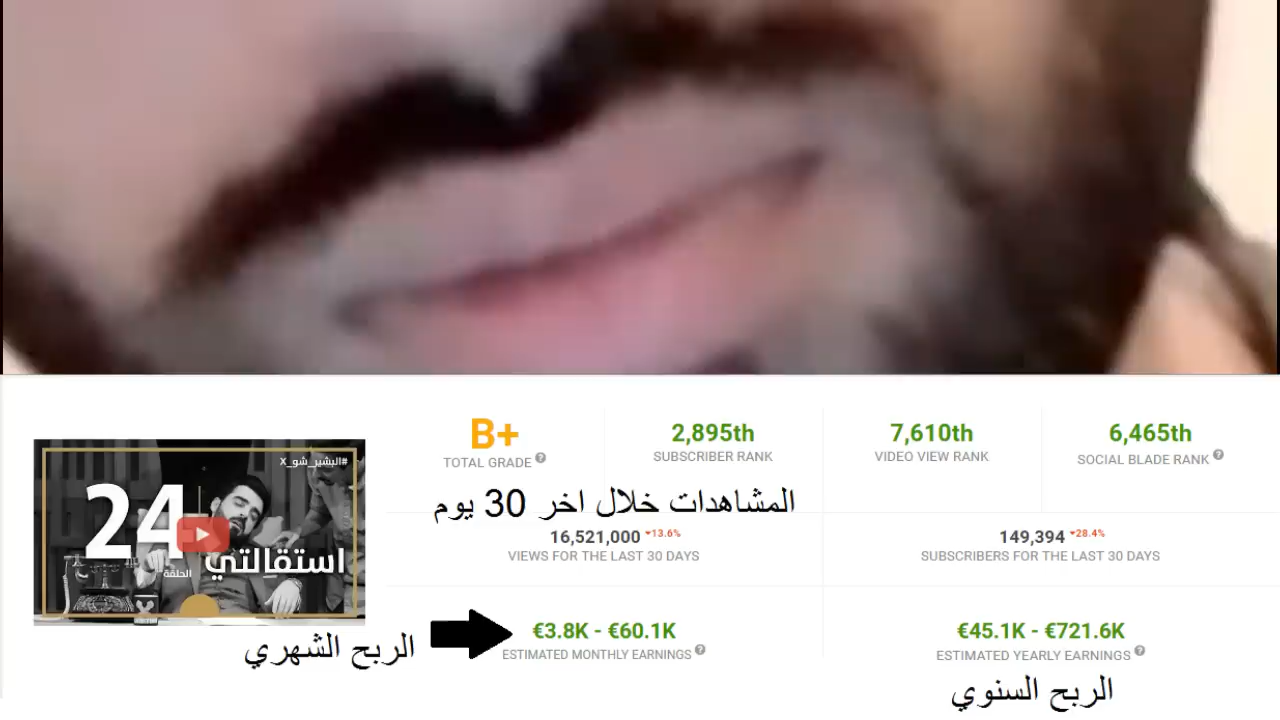 B+
TOTAL GRADE
2,895th
SUBSCRIBER RANK
7,610th
VIDEO VIEW RANK
6,465th
SOCIAL BLADE RANK
#البشير_شو_X
24
استقالتي
الحلقة
المشاهدات خلال اخر 30 يوم
16,521,000 -13.6%
VIEWS FOR THE LAST 30 DAYS
149,394 -28.4%
SUBSCRIBERS FOR THE LAST 30 DAYS
الربح الشهري
€3.8K - €60.1K
ESTIMATED MONTHLY EARNINGS
€45.1K - €721.6K
ESTIMATED YEARLY EARNINGS
الربح السنوي